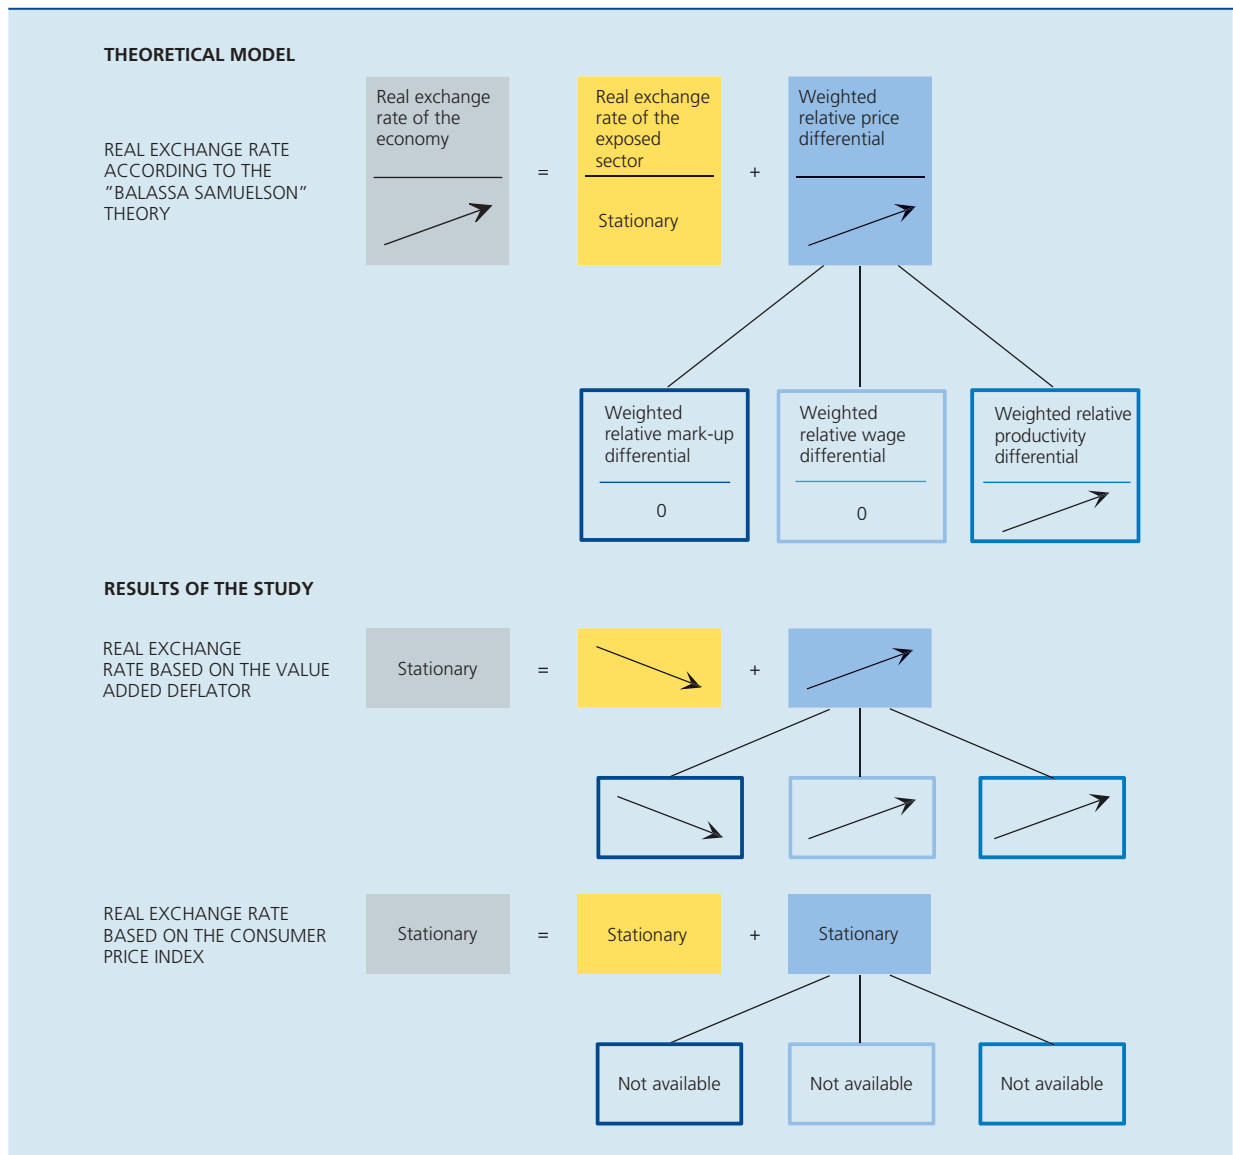 THEORETICAL MODEL
REAL EXCHANGE RATE
ACCORDING TO THE
“BALASSA SAMUELSON”
THEORY
Real exchange
rate of the
economy
=
Real exchange
rate of the
exposed
sector
Stationary
+
Weighted
relative price
differential
Weighted
relative mark-up
differential
0
Weighted
relative wage
differential
0
Weighted relative
productivity
differential
RESULTS OF THE STUDY
REAL EXCHANGE
RATE BASED ON THE VALUE
ADDED DEFLATOR
Stationary
=
+
REAL EXCHANGE RATE
BASED ON THE CONSUMER
PRICE INDEX
Stationary
=
Stationary
+
Stationary
Not available
Not available
Not available